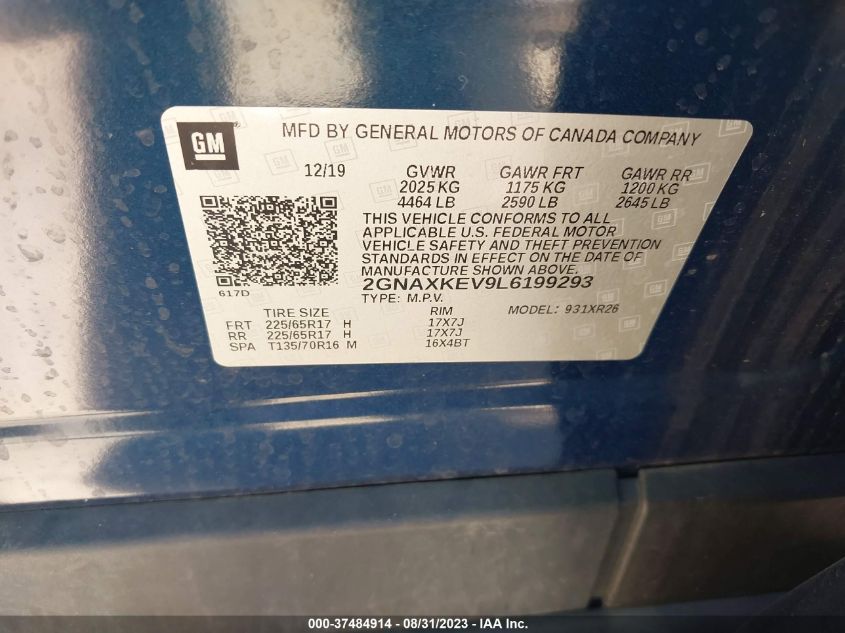 GM
MFD BY GENERAL MOTORS OF CANADA COMPANY
12/19 GVWR GAWR FRT GAWR RR
2025 KG 1175 KG 1200 KG
4464 LB 2590 LB 2645 LB
THIS VEHICLE CONFORMS TO ALL
APPLICABLE U.S. FEDERAL MOTOR
VEHICLE SAFETY AND THEFT PREVENTION
STANDARDS IN EFFECT ON THE DATE OF
MANUFACTURE SHOWN ABOVE.
617D 2GNAXKEV9L6199293
TYPE: M.P.V. MODEL: 931XR26
TIRE SIZE RIM
FRT 225/65R17 H 17X7J
RR 225/65R17 H 17X7J
SPA T135/70R16 M 16X4BT
000-37484914 - 08/31/2023 - IAA Inc.